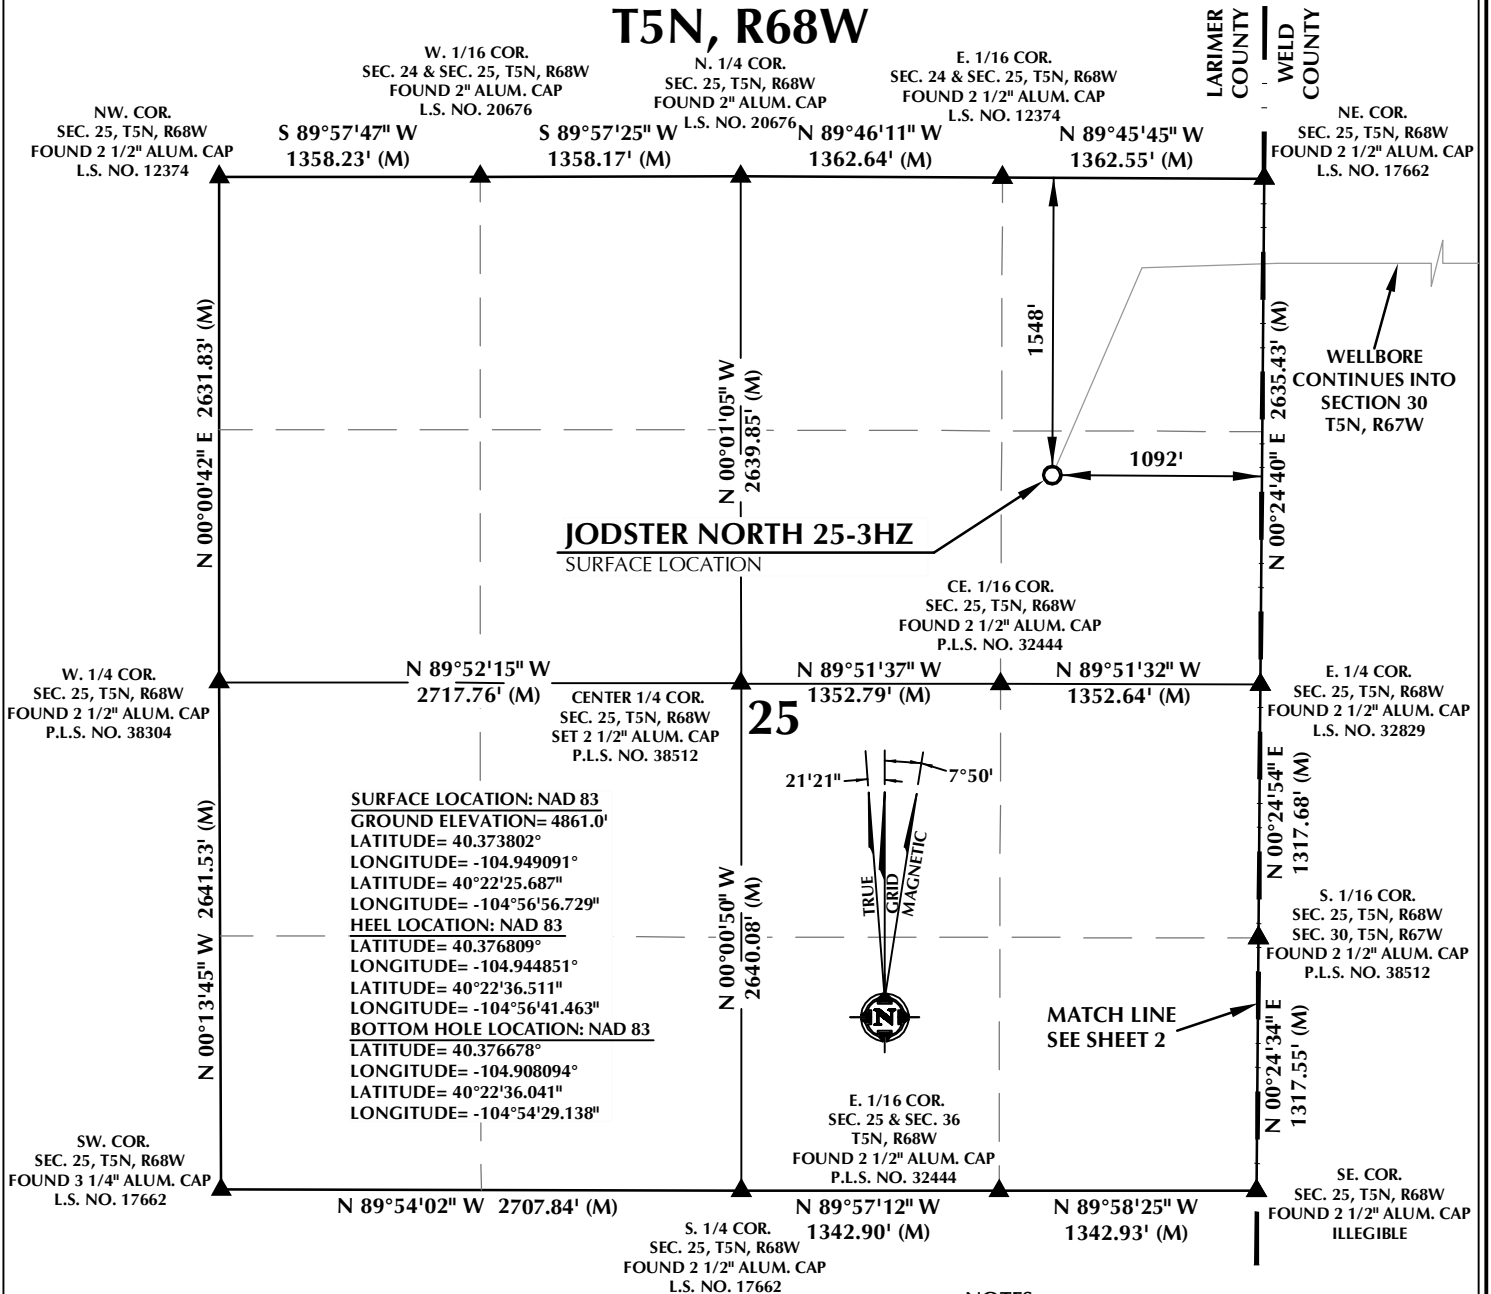 T5N, R68W
LARIMER
COUNTY
WELD
COUNTY
W. 1/16 COR.
SEC. 24 & SEC. 25, T5N, R68W
FOUND 2" ALUM. CAP
L.S. NO. 20676
N. 1/4 COR.
SEC. 25, T5N, R68W
FOUND 2" ALUM. CAP
L.S. NO. 20676
E. 1/16 COR.
SEC. 24 & SEC. 25, T5N, R68W
FOUND 2 1/2" ALUM. CAP
L.S. NO. 12374
NW. COR.
SEC. 25, T5N, R68W
FOUND 2 1/2" ALUM. CAP
L.S. NO. 12374
NE. COR.
SEC. 25, T5N, R68W
FOUND 2 1/2" ALUM. CAP
L.S. NO. 17662
S 89°57'47" W
1358.23' (M)
S 89°57'25" W
1358.17' (M)
N 89°46'11" W
1362.64' (M)
N 89°45'45" W
1362.55' (M)
N 00°00'42" E 2631.83' (M)
N 00°01'05" W
2639.85' (M)
1548'
N 00°24'40" E 2635.43' (M)
WELLBORE
CONTINUES INTO
SECTION 30
T5N, R67W
1092'
JODSTER NORTH 25-3HZ
SURFACE LOCATION
CE. 1/16 COR.
SEC. 25, T5N, R68W
FOUND 2 1/2" ALUM. CAP
P.L.S. NO. 32444
W. 1/4 COR.
SEC. 25, T5N, R68W
FOUND 2 1/2" ALUM. CAP
P.L.S. NO. 38304
N 89°52'15" W
2717.76' (M)
CENTER 1/4 COR.
SEC. 25, T5N, R68W
SET 2 1/2" ALUM. CAP
P.L.S. NO. 38512
N 89°51'37" W
1352.79' (M)
N 89°51'32" W
1352.64' (M)
E. 1/4 COR.
SEC. 25, T5N, R68W
FOUND 2 1/2" ALUM. CAP
L.S. NO. 32829
25
21'21"
7°50'
TRUE
GRID
MAGNETIC
N
N 00°13'45" W 2641.53' (M)
SURFACE LOCATION: NAD 83
GROUND ELEVATION= 4861.0'
LATITUDE= 40.373802°
LONGITUDE= -104.949091°
LATITUDE= 40°22'25.687"
LONGITUDE= -104°56'56.729"
HEEL LOCATION: NAD 83
LATITUDE= 40.376809°
LONGITUDE= -104.944851°
LATITUDE= 40°22'36.511"
LONGITUDE= -104°56'41.463"
BOTTOM HOLE LOCATION: NAD 83
LATITUDE= 40.376678°
LONGITUDE= -104.908094°
LATITUDE= 40°22'36.041"
LONGITUDE= -104°54'29.138"
N 00°00'50" W
2640.08' (M)
N 00°24'54" E
1317.68' (M)
S. 1/16 COR.
SEC. 25, T5N, R68W
SEC. 30, T5N, R67W
FOUND 2 1/2" ALUM. CAP
P.L.S. NO. 38512
MATCH LINE
SEE SHEET 2
N 00°24'34" E
1317.55' (M)
E. 1/16 COR.
SEC. 25 & SEC. 36
T5N, R68W
FOUND 2 1/2" ALUM. CAP
P.L.S. NO. 32444
SW. COR.
SEC. 25, T5N, R68W
FOUND 3 1/4" ALUM. CAP
L.S. NO. 17662
N 89°54'02" W 2707.84' (M)
S. 1/4 COR.
SEC. 25, T5N, R68W
FOUND 2 1/2" ALUM. CAP
L.S. NO. 17662
N 89°57'12" W
1342.90' (M)
N 89°58'25" W
1342.93' (M)
SE. COR.
SEC. 25, T5N, R68W
FOUND 2 1/2" ALUM. CAP
ILLEGIBLE
NOTES